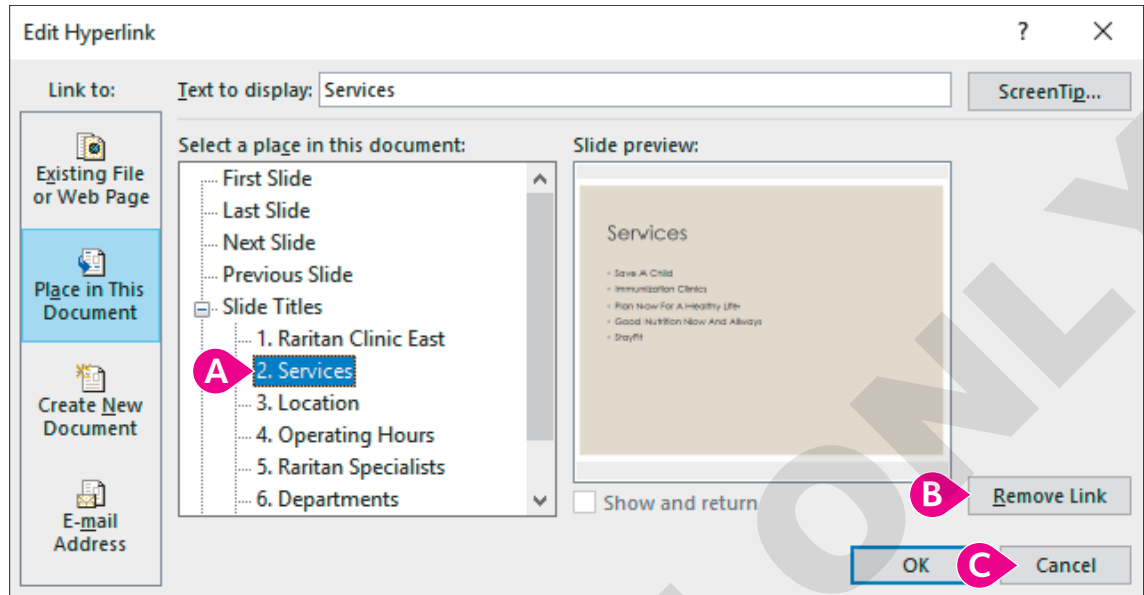 Edit Hyperlink
?
Link to:
Text to display: Services
ScreenTip...
Existing File
or Web Page
Place in This
Document
Create New
Document
E-mail
Address
Select a place in this document:
First Slide
Last Slide
Next Slide
Previous Slide
Slide Titles
1. Raritan Clinic East
A
2. Services
3. Location
4. Operating Hours
5. Raritan Specialists
6. Departments
Slide preview:
Services
Save A Child
Immunization Clinics
Plan Now For A Healthy Life
Good Nutrition Now And Always
StayFit
Show and return
B
Remove Link
OK
C
Cancel
ONLY